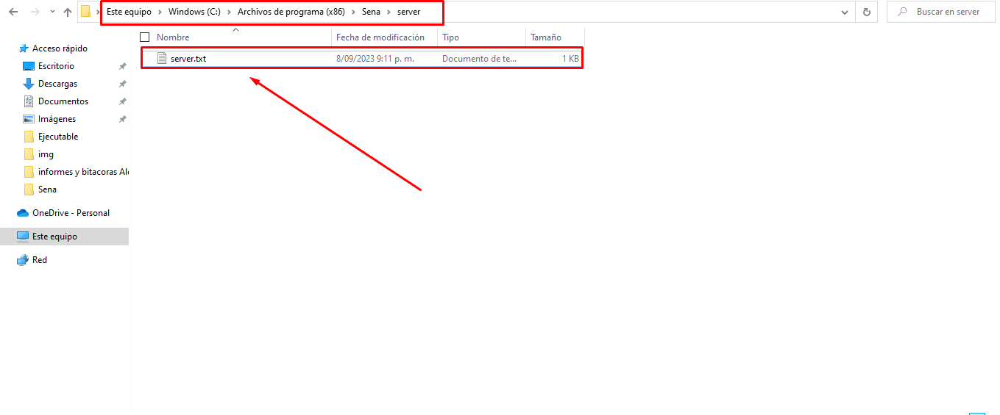 Este equipo > Windows (C:) > Archivos de programa (x86) > Sena > server
Buscar en server
Nombre
Fecha de modificación
Tipo
Tamaño
server.txt
8/09/2023 9:11 p. m.
Documento de te...
1 KB
Acceso rápido
Escritorio
Descargas
Documentos
Imágenes
Ejecutable
img
informes y bitacoras Ale
Sena
OneDrive - Personal
Este equipo
Red